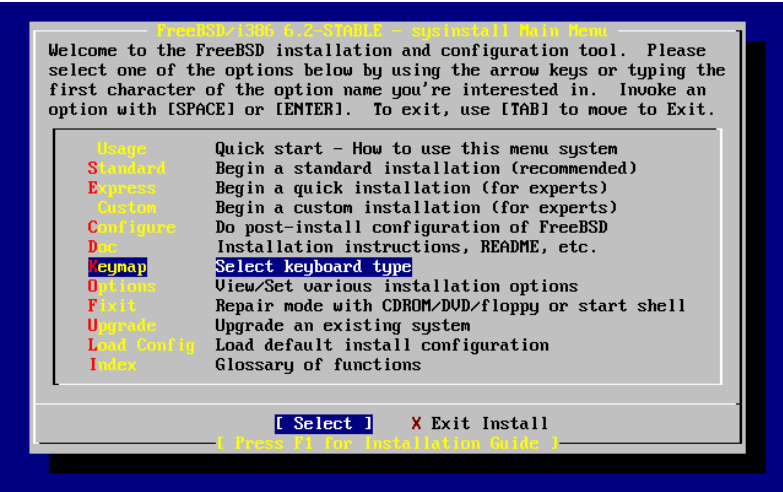 FreeBSD/i386 6.2-STABLE - sysinstall Main Menu
Welcome to the FreeBSD installation and configuration tool.  Please
select one of the options below by using the arrow keys or typing the
first character of the option name you're interested in.  Invoke an
option with [SPACE] or [ENTER].  To exit, use [TAB] to move to Exit.
Usage Quick start - How to use this menu system
Standard Begin a standard installation (recommended)
Express Begin a quick installation (for experts)
Custom Begin a custom installation (for experts)
Configure Do post-install configuration of FreeBSD
Doc Installation instructions, README, etc.
Keymap Select keyboard type
Options View/Set various installation options
Fixit Repair mode with CDROM/DVD/floppy or start shell
Upgrade Upgrade an existing system
Load Config Load default install configuration
Index Glossary of functions
[ Select ] X Exit Install
[ Press F1 for Installation Guide ]